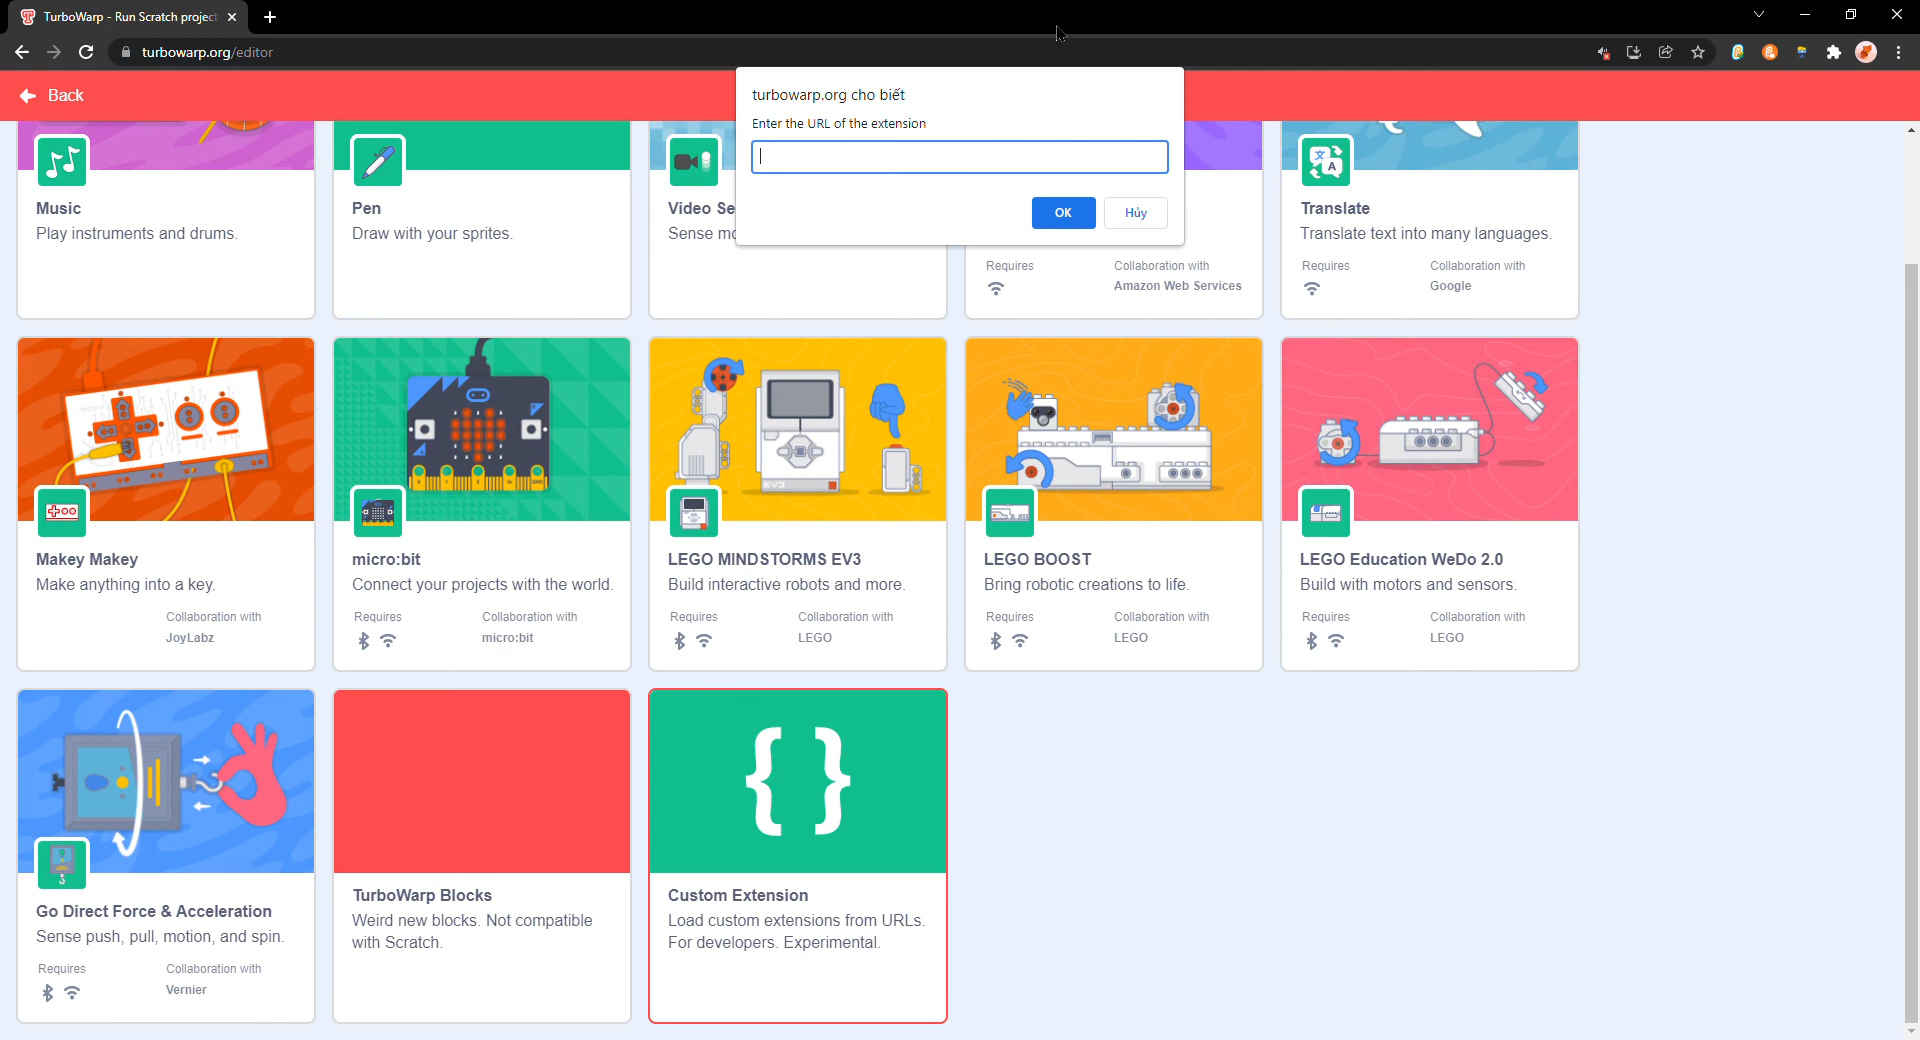 TurboWarp - Run Scratch project
turbowarp.org/editor
Back
turbowarp.org cho biết
Enter the URL of the extension
OK
Hủy
Music
Play instruments and drums.
Pen
Draw with your sprites.
Video Se
Sense mo
Requires
Collaboration with
Amazon Web Services
Translate
Translate text into many languages.
Requires
Collaboration with
Google
Makey Makey
Make anything into a key.
Collaboration with
JoyLabz
micro:bit
Connect your projects with the world.
Requires
Collaboration with
micro:bit
EV3
LEGO MINDSTORMS EV3
Build interactive robots and more.
Requires
Collaboration with
LEGO
LEGO BOOST
Bring robotic creations to life.
Requires
Collaboration with
LEGO
LEGO Education WeDo 2.0
Build with motors and sensors.
Requires
Collaboration with
LEGO
Go Direct Force & Acceleration
Sense push, pull, motion, and spin.
Requires
Collaboration with
Vernier
TurboWarp Blocks
Weird new blocks. Not compatible
with Scratch.
{ }
Custom Extension
Load custom extensions from URLs.
For developers. Experimental.